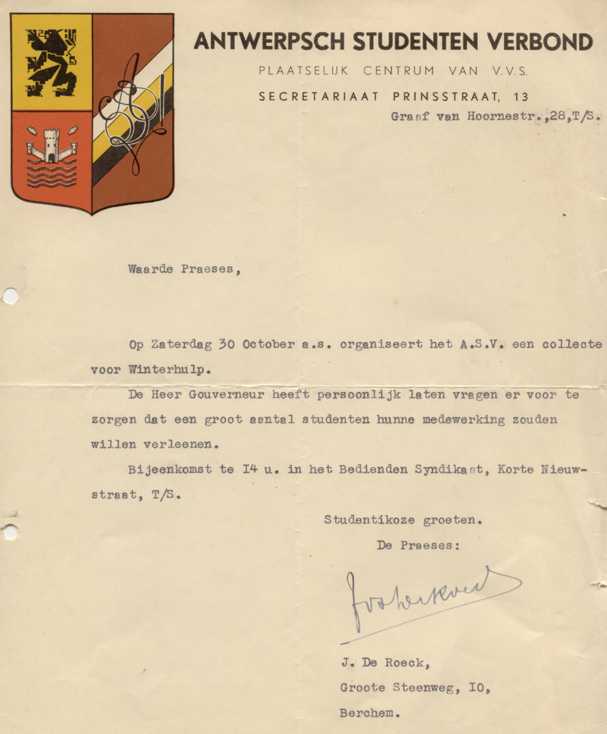 ANTWERPSCH STUDENTEN VERBOND
PLAATSELIJK CENTRUM VAN V.V.S.
SECRETARIAAT PRINSSTRAAT, 13
Graaf van Hoornestr.,28,T/S.
Waarde Praeses,
Op Zaterdag 30 October a.s. organiseert het A.S.V. een collecte
voor Winterhulp.
De Heer Gouverneur heeft persoonlijk laten vragen er voor te
zorgen dat een groot aental studenten hunne medewerking zouden
willen verleenen.
Bijeenkomst te I4 u. in het Bedienden Syndikaat, Korte Nieuw-
straat, T/S.
Studentikoze groeten.
De Praeses:
J. De Roeck,
Groote Steenweg, I0,
Berchem.